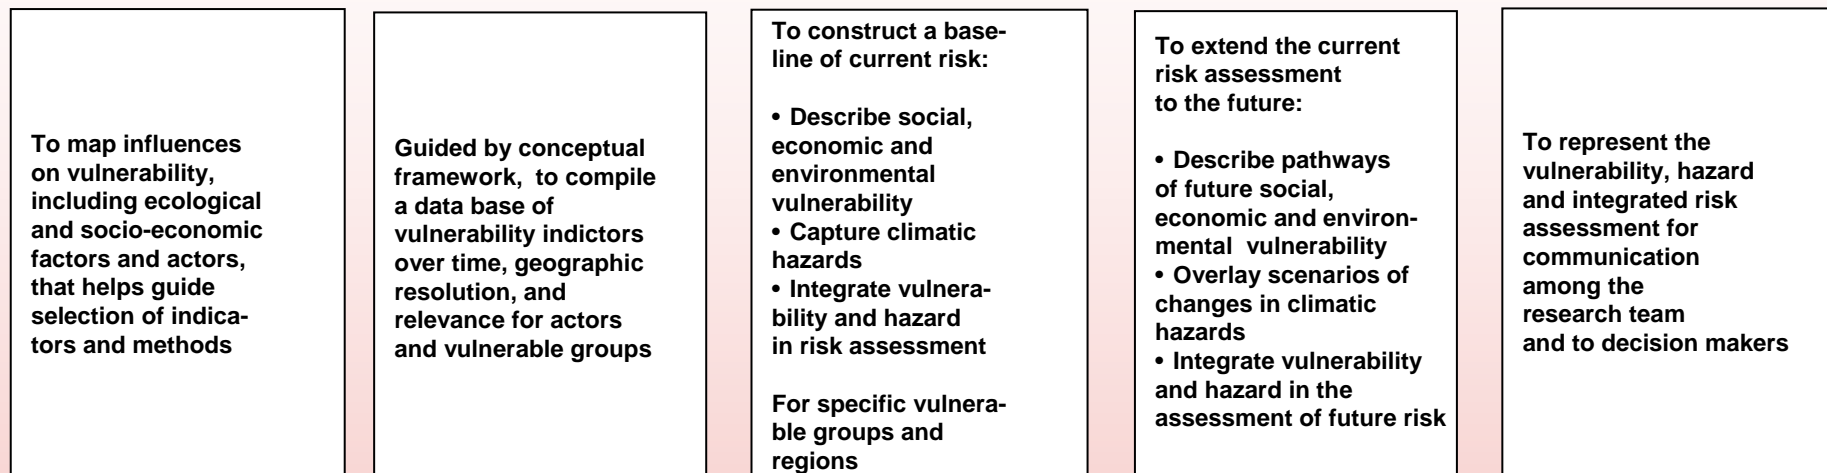 To map influences
on vulnerability,
including ecological
and socio-economic
factors and actors,
that helps guide
selection of indica-
tors and methods
Guided by conceptual
framework,  to compile
a data base of
vulnerability indictors
over time, geographic
resolution, and
relevance for actors
and vulnerable groups
To construct a base-
line of current risk:
• Describe social,
economic and
environmental
vulnerability
• Capture climatic
hazards
• Integrate vulnera-
bility and hazard
in risk assessment
For specific vulnera-
ble groups and
regions
To extend the current
risk assessment
to the future:
• Describe pathways
of future social,
economic and environ-
mental  vulnerability
• Overlay scenarios of
changes in climatic
hazards
• Integrate vulnerability
and hazard in the
assessment of future risk
To represent the
vulnerability, hazard
and integrated risk
assessment for
communication
among the
research team
and to decision makers